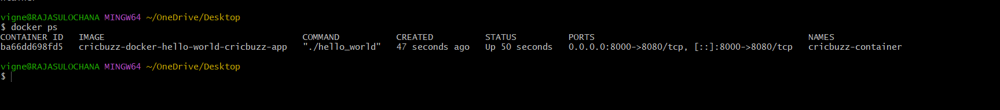 vigne@RAJASULOCHANA MINGW64 ~/OneDrive/Desktop
$ docker ps
CONTAINER ID   IMAGE                                    COMMAND           CREATED          STATUS          PORTS                                         NAMES
ba66dd698fd5   cricbuzz-docker-hello-world-cricbuzz-app   "./hello_world"   47 seconds ago   Up 50 seconds   0.0.0.0:8000->8080/tcp, [::]:8000->8080/tcp   cricbuzz-container
vigne@RAJASULOCHANA MINGW64 ~/OneDrive/Desktop
$